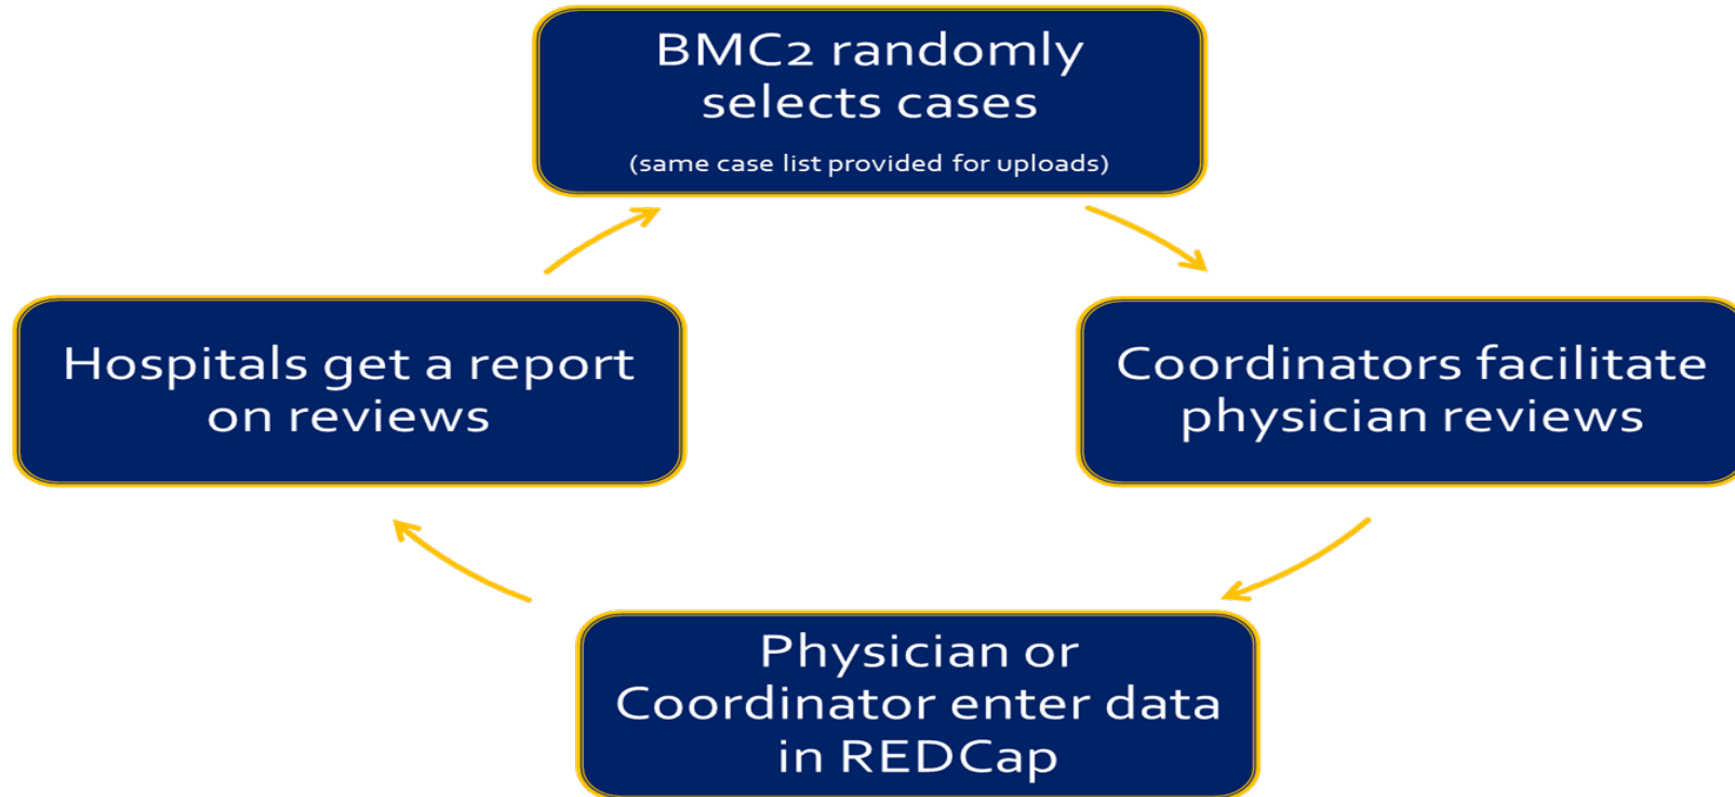 BMC2 randomly
selects cases
(same case list provided for uploads)
Hospitals get a report
on reviews
Coordinators facilitate
physician reviews
Physician or
Coordinator enter data
in REDCap